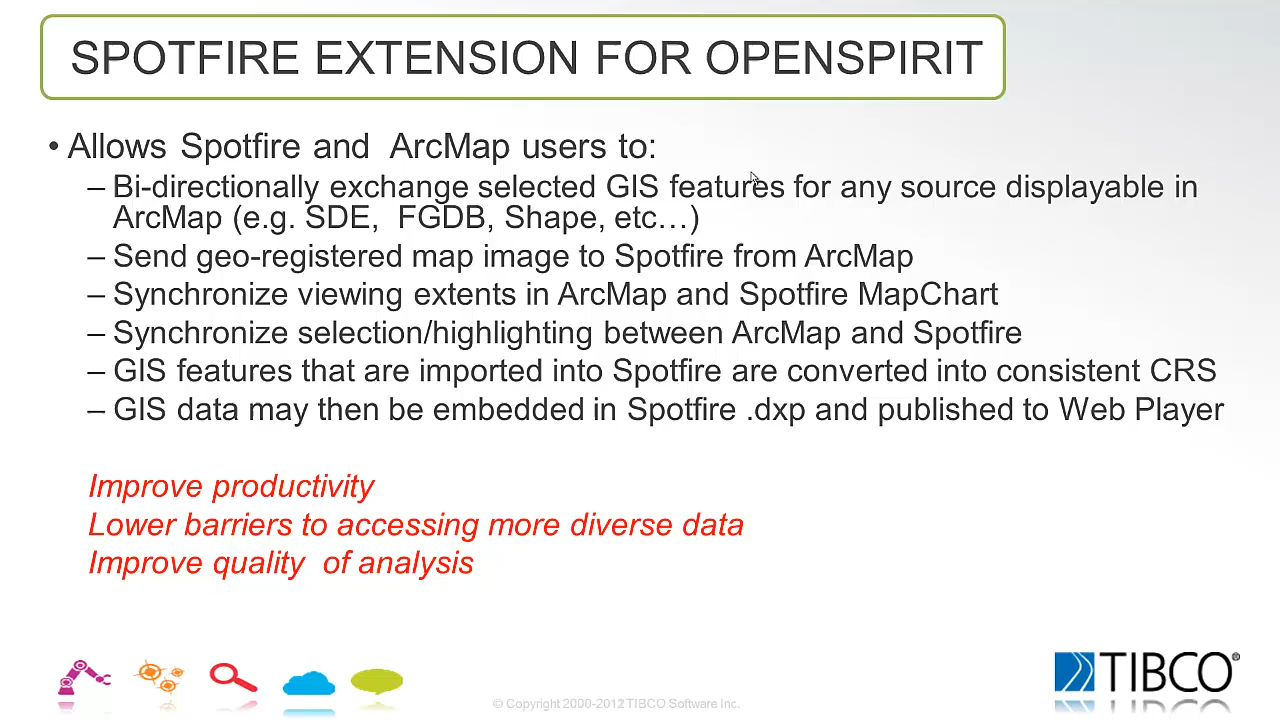 SPOTFIRE EXTENSION FOR OPENSPIRIT
• Allows Spotfire and ArcMap users to:
– Bi-directionally exchange selected GIS features for any source displayable in
ArcMap (e.g. SDE, FGDB, Shape, etc…)
– Send geo-registered map image to Spotfire from ArcMap
– Synchronize viewing extents in ArcMap and Spotfire MapChart
– Synchronize selection/highlighting between ArcMap and Spotfire
– GIS features that are imported into Spotfire are converted into consistent CRS
– GIS data may then be embedded in Spotfire .dxp and published to Web Player
Improve productivity
Lower barriers to accessing more diverse data
Improve quality of analysis
TIBCO®
© Copyright 2000-2012 TIBCO Software Inc.